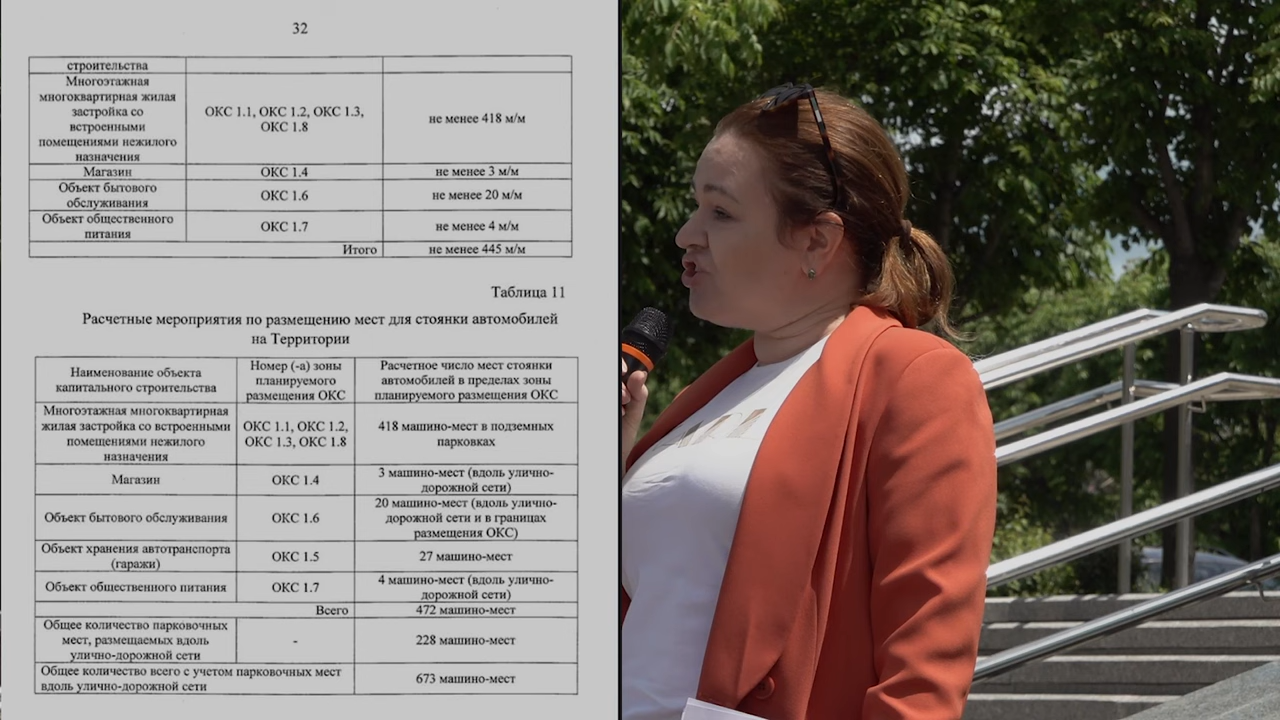 32
строительства
Многоэтажная
многоквартирная жилая
застройка со
встроенными
помещениями нежилого
назначения
ОКС 1.1, ОКС 1.2, ОКС 1.3,
ОКС 1.8
не менее 418 м/м
Магазин
ОКС 1.4
не менее 3 м/м
Объект бытового
обслуживания
ОКС 1.6
не менее 20 м/м
Объект общественного
питания
ОКС 1.7
не менее 4 м/м
Итого
не менее 445 м/м
Таблица 11
Расчетные мероприятия по размещению мест для стоянки автомобилей
на Территории
Наименование объекта
капитального строительства
Номер (-а) зоны
планируемого
размещения ОКС
Расчетное число мест стоянки
автомобилей в пределах зоны
планируемого размещения ОКС
Многоэтажная многоквартирная
жилая застройка со встроенными
помещениями нежилого
назначения
ОКС 1.1, ОКС 1.2,
ОКС 1.3, ОКС 1.8
418 машино-мест в подземных
парковках
Магазин
ОКС 1.4
3 машино-мест (вдоль улично-
дорожной сети)
Объект бытового обслуживания
ОКС 1.6
20 машино-мест (вдоль улично-
дорожной сети и в границах
размещения ОКС)
Объект хранения автотранспорта
(гаражи)
ОКС 1.5
27 машино-мест
Объект общественного питания
ОКС 1.7
4 машино-мест (вдоль улично-
дорожной сети)
Всего
472 машино-мест
Общее количество парковочных
мест, размещаемых вдоль
улично-дорожной сети
-
228 машино-мест
Общее количество всего с учетом парковочных мест
вдоль улично-дорожной сети
673 машино-мест